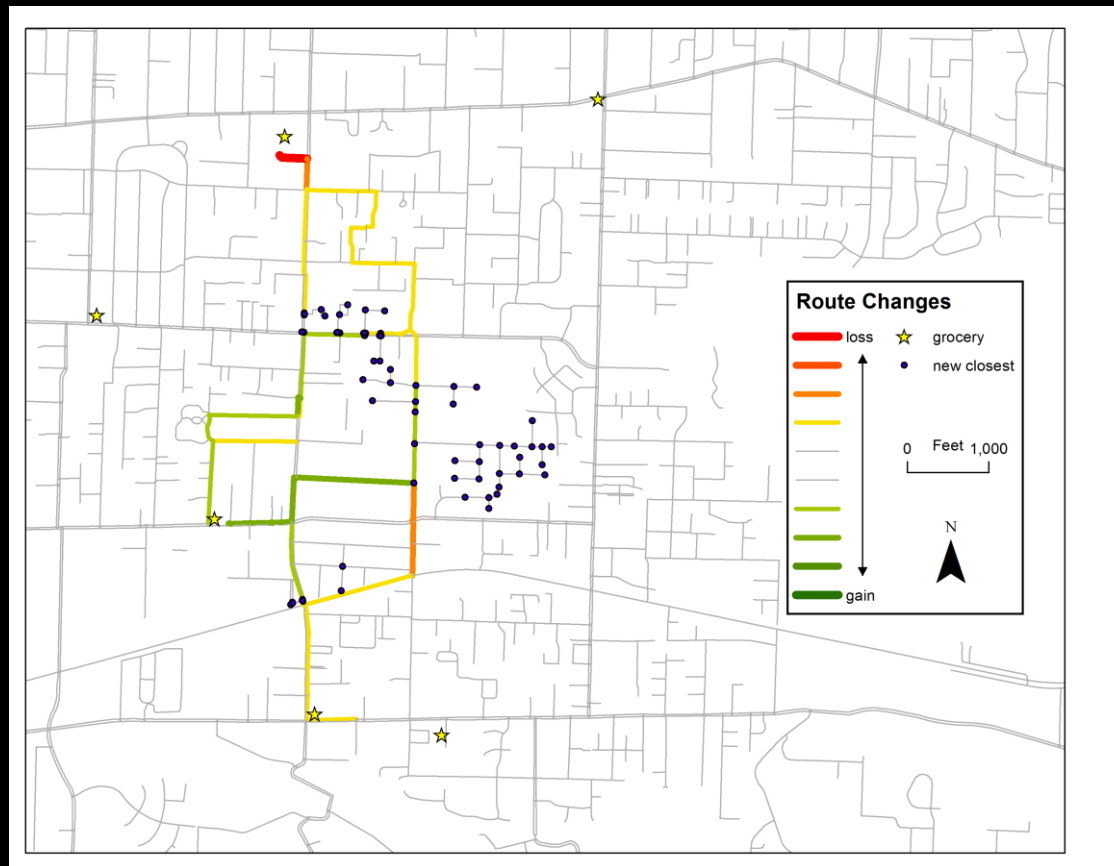 Route Changes
loss
grocery
new closest
0 Feet 1,000
N
gain